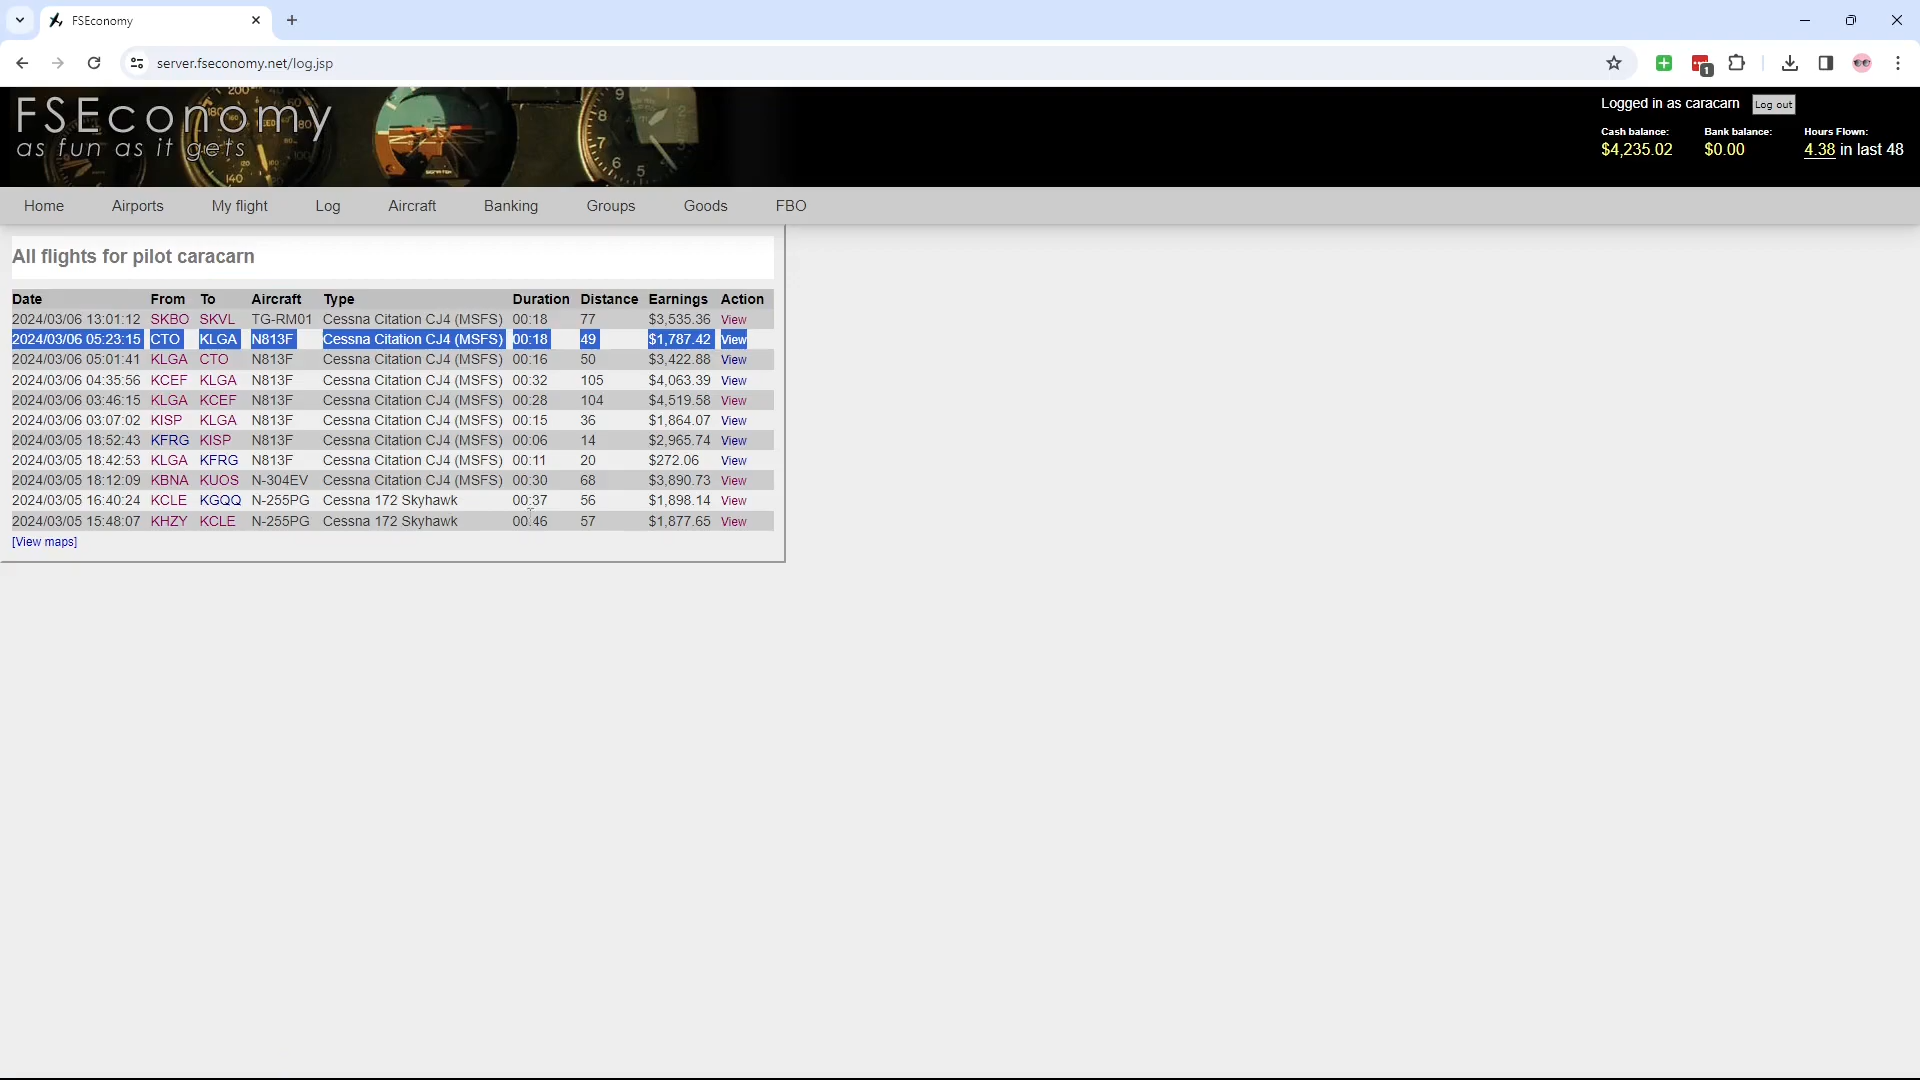 FSEconomy
server.fseconomy.net/log.jsp
1
FSEconomy
as fun as it gets
Logged in as caracarn Log out
Cash balance: Bank balance: Hours Flown:
$4,235.02 $0.00 4.38 in last 48
Home Airports My flight Log Aircraft Banking Groups Goods FBO
All flights for pilot caracarn
Date From To Aircraft Type Duration Distance Earnings Action
2024/03/06 13:01:12 SKBO SKVL TG-RM01 Cessna Citation CJ4 (MSFS) 00:18 77 $3,535.36 View
2024/03/06 05:23:15 CTO KLGA N813F Cessna Citation CJ4 (MSFS) 00:18 49 $1,787.42 View
2024/03/06 05:01:41 KLGA CTO N813F Cessna Citation CJ4 (MSFS) 00:16 50 $3,422.88 View
2024/03/06 04:35:56 KCEF KLGA N813F Cessna Citation CJ4 (MSFS) 00:32 105 $4,063.39 View
2024/03/06 03:46:15 KLGA KCEF N813F Cessna Citation CJ4 (MSFS) 00:28 104 $4,519.58 View
2024/03/06 03:07:02 KISP KLGA N813F Cessna Citation CJ4 (MSFS) 00:15 36 $1,864.07 View
2024/03/05 18:52:43 KFRG KISP N813F Cessna Citation CJ4 (MSFS) 00:06 14 $2,965.74 View
2024/03/05 18:42:53 KLGA KFRG N813F Cessna Citation CJ4 (MSFS) 00:11 20 $272.06 View
2024/03/05 18:12:09 KBNA KUOS N-304EV Cessna Citation CJ4 (MSFS) 00:30 68 $3,890.73 View
2024/03/05 16:40:24 KCLE KGQQ N-255PG Cessna 172 Skyhawk 00:37 56 $1,898.14 View
2024/03/05 15:48:07 KHZY KCLE N-255PG Cessna 172 Skyhawk 00:46 57 $1,877.65 View
[View maps]